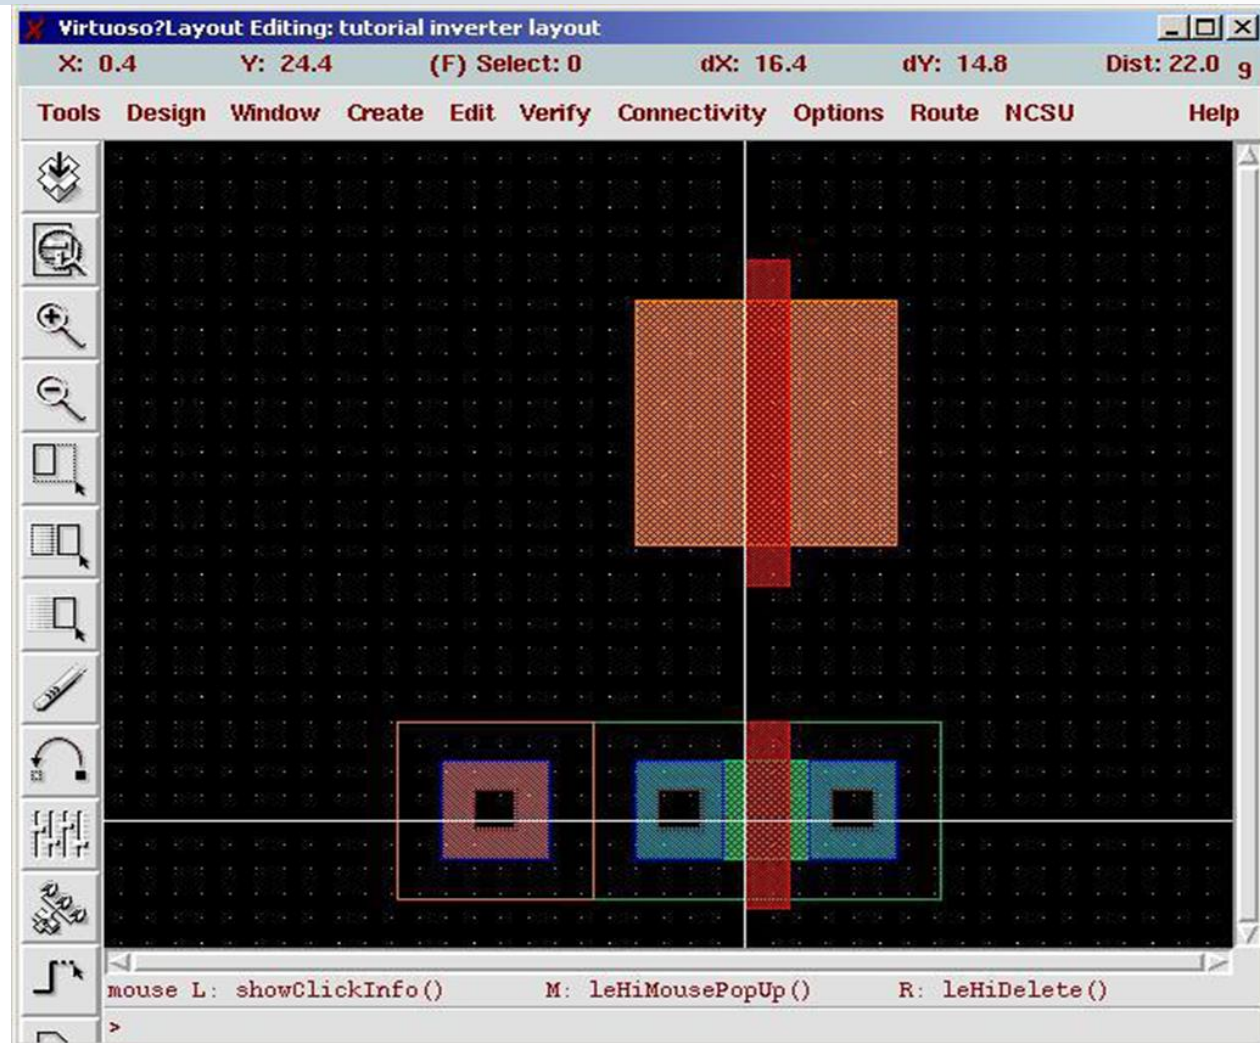 Virtuoso?Layout Editing: tutorial inverter layout
X: 0.4 Y: 24.4 (F) Select: 0 dX: 16.4 dY: 14.8 Dist: 22.0 g
Tools Design Window Create Edit Verify Connectivity Options Route NCSU Help
mouse L: showClickInfo() M: leHiMousePopUp() R: leHiDelete()
>